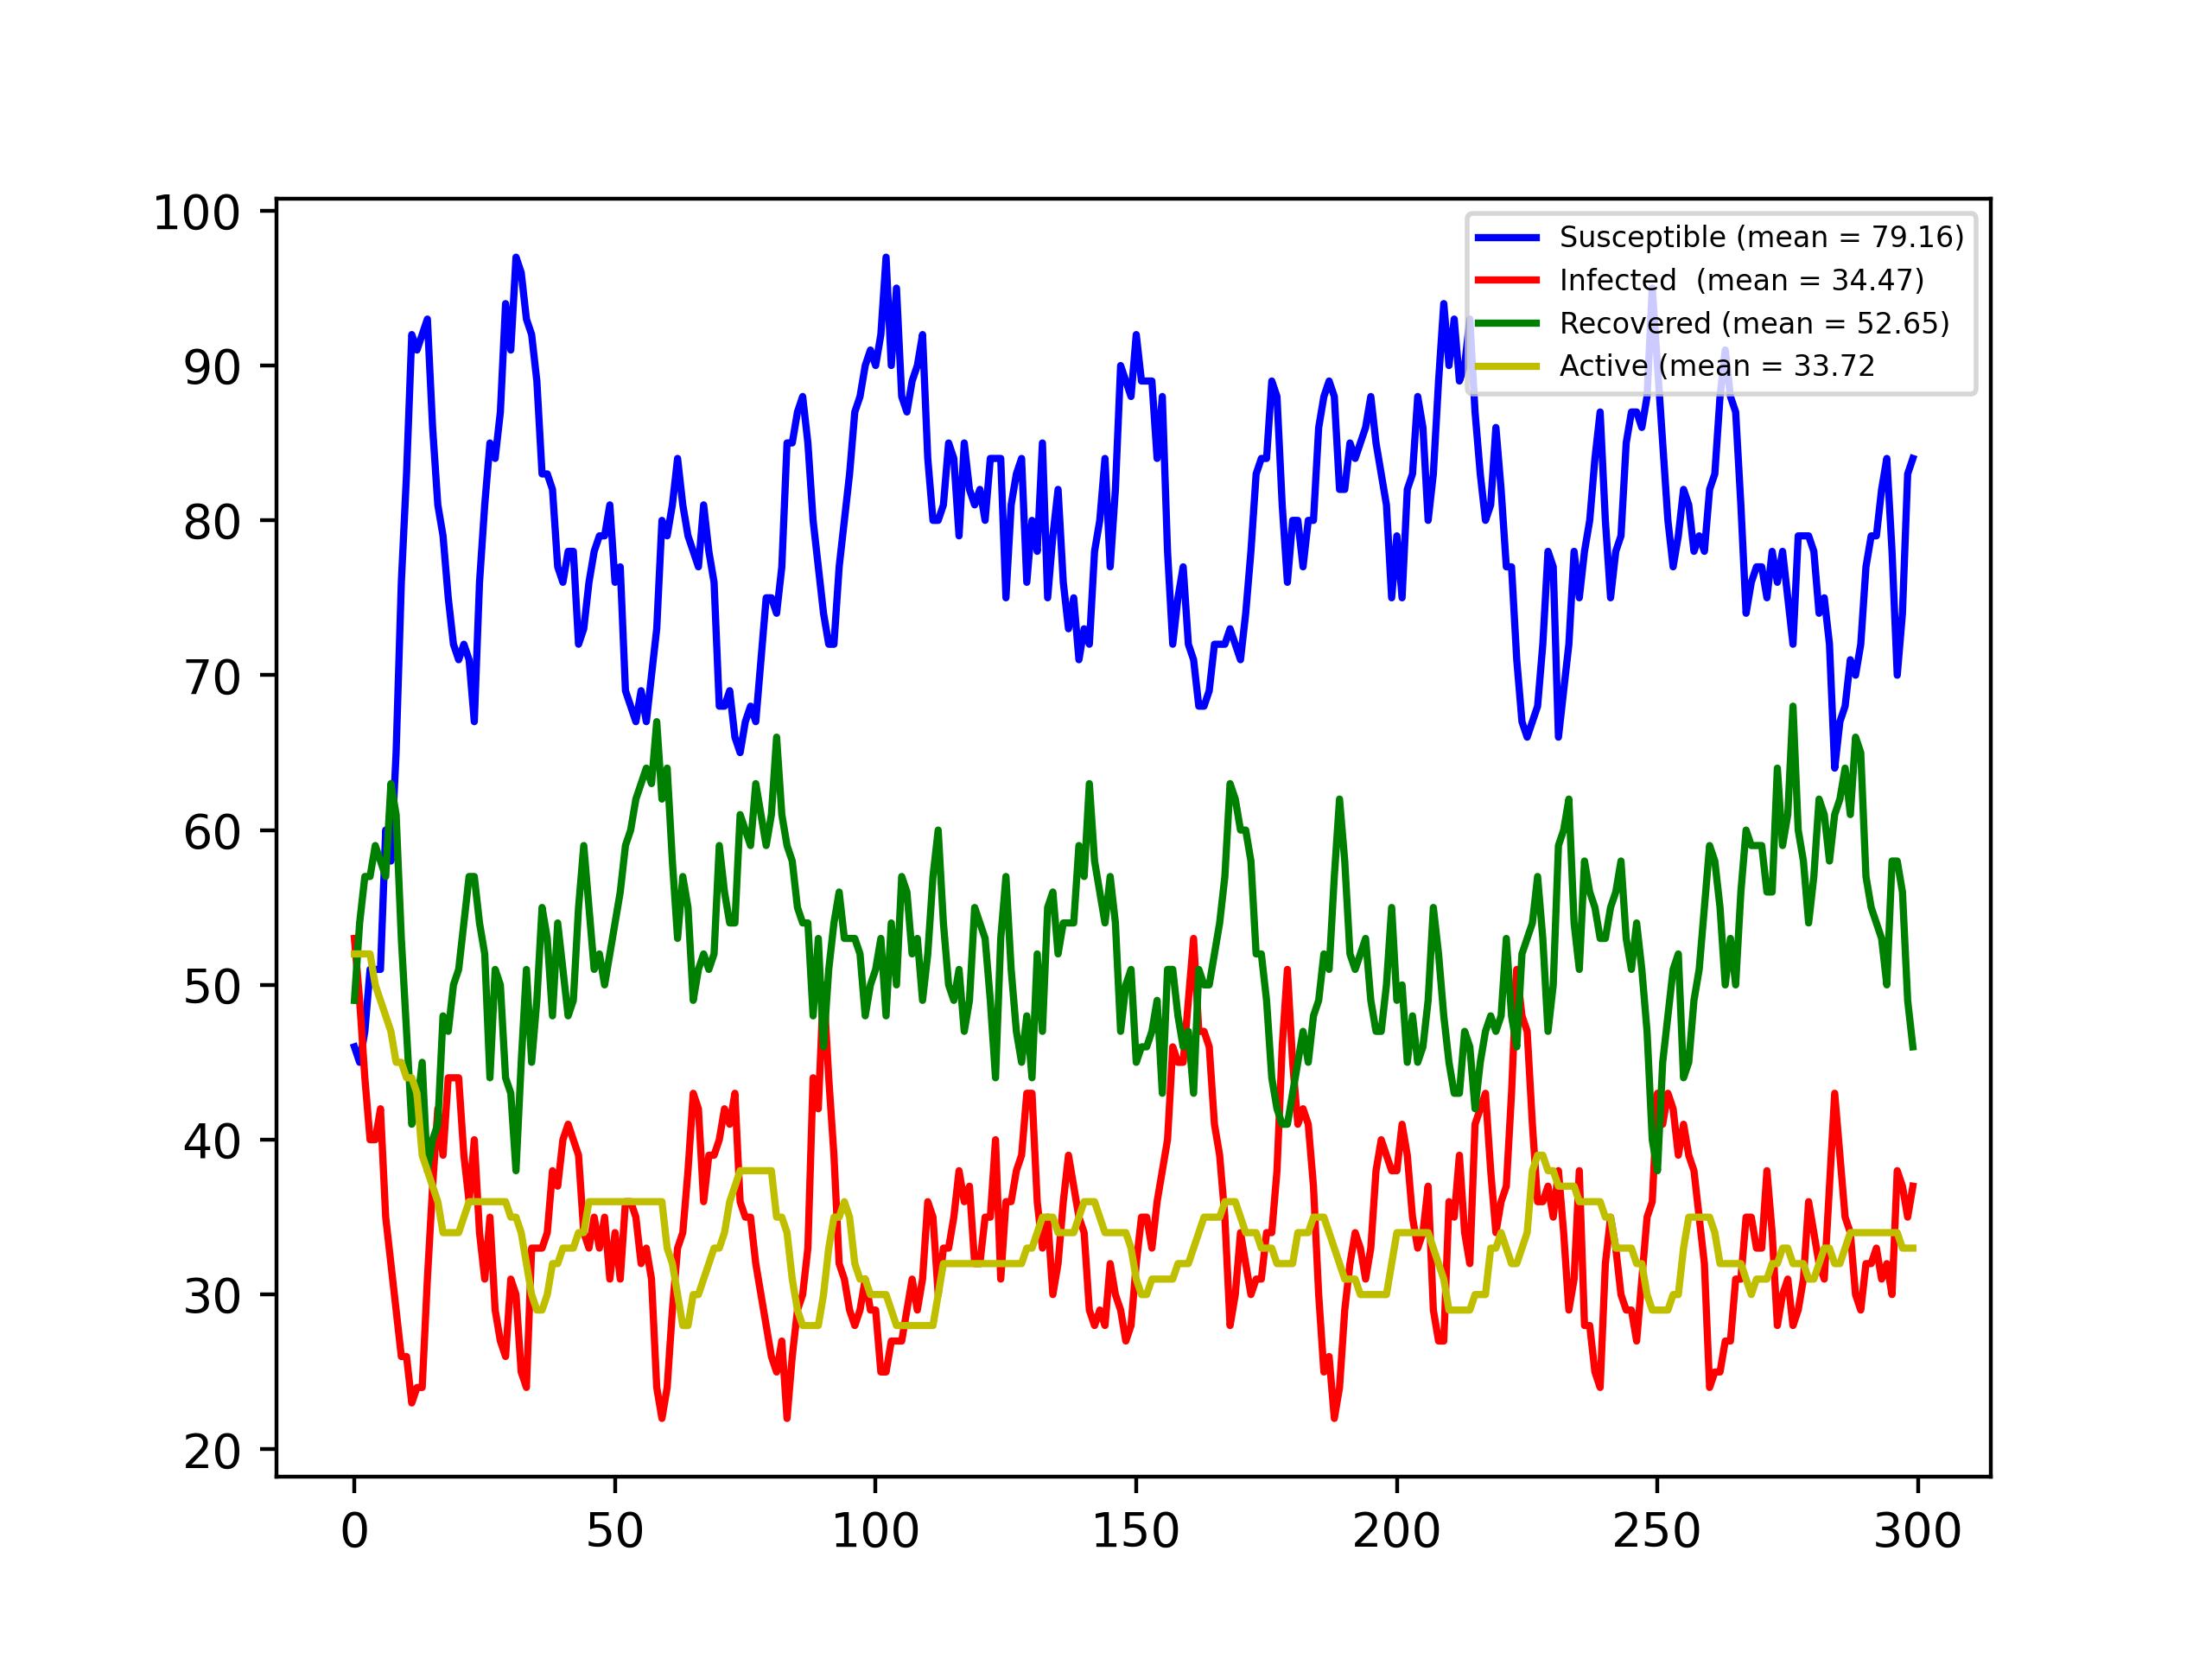 100
90
80
70
60
50
40
30
20
Susceptible (mean = 79.16)
Infected  (mean = 34.47)
Recovered (mean = 52.65)
Active (mean = 33.72
0 50 100 150 200 250 300